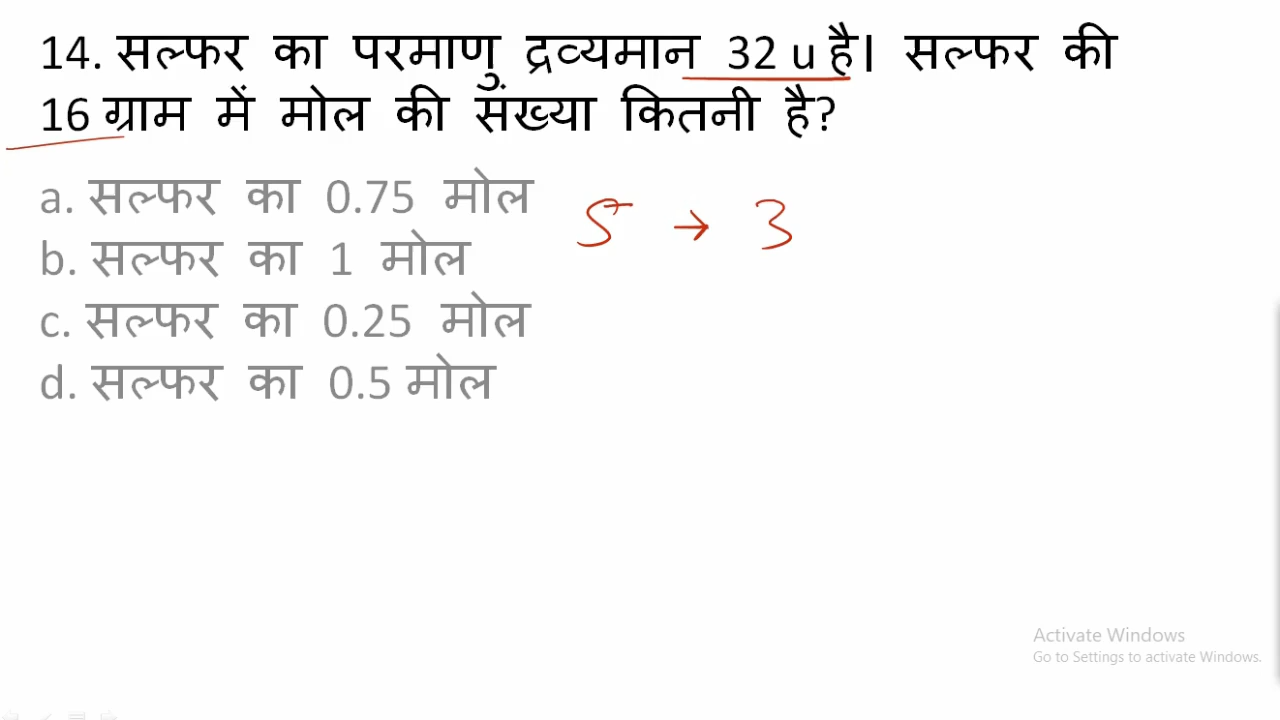 14. सल्फर का परमाणु द्रव्यमान 32 u है। सल्फर की
16 ग्राम में मोल की संख्या कितनी है?
a. सल्फर का 0.75 मोल
b. सल्फर का 1 मोल
c. सल्फर का 0.25 मोल
d. सल्फर का 0.5 मोल
S → 3
Activate Windows
Go to Settings to activate Windows.